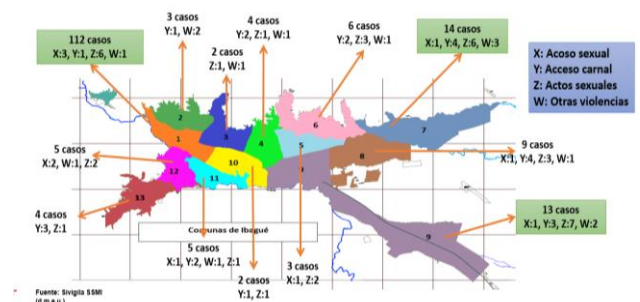 3 casos
Y:1, W:2
4 casos
Y:2, Z:1, W:1
6 casos
Y:2, Z:3, W:1
14 casos
X:1, Y:4, Z:6, W:3
112 casos
X:3, Y:1, Z:6, W:1
2 casos
Z:1, W:1
X: Acoso sexual
Y: Acceso carnal
Z: Actos sexuales
W: Otras violencias
2
6
7
1
3
4
5
8
5 casos
X:2, W:1, Z:2
9 casos
X:1, Y:4, Z:3, W:1
12
10
11
13
4 casos
Y:3, Z:1
Comunas de Ibagué
9
13 casos
X:1, Y:3, Z:7, W:2
5 casos
X:1, Y:2, W:1, Z:1
2 casos
Y:1, Z:1
3 casos
X:1, Z:2
Fuente: Sivigila SSMI